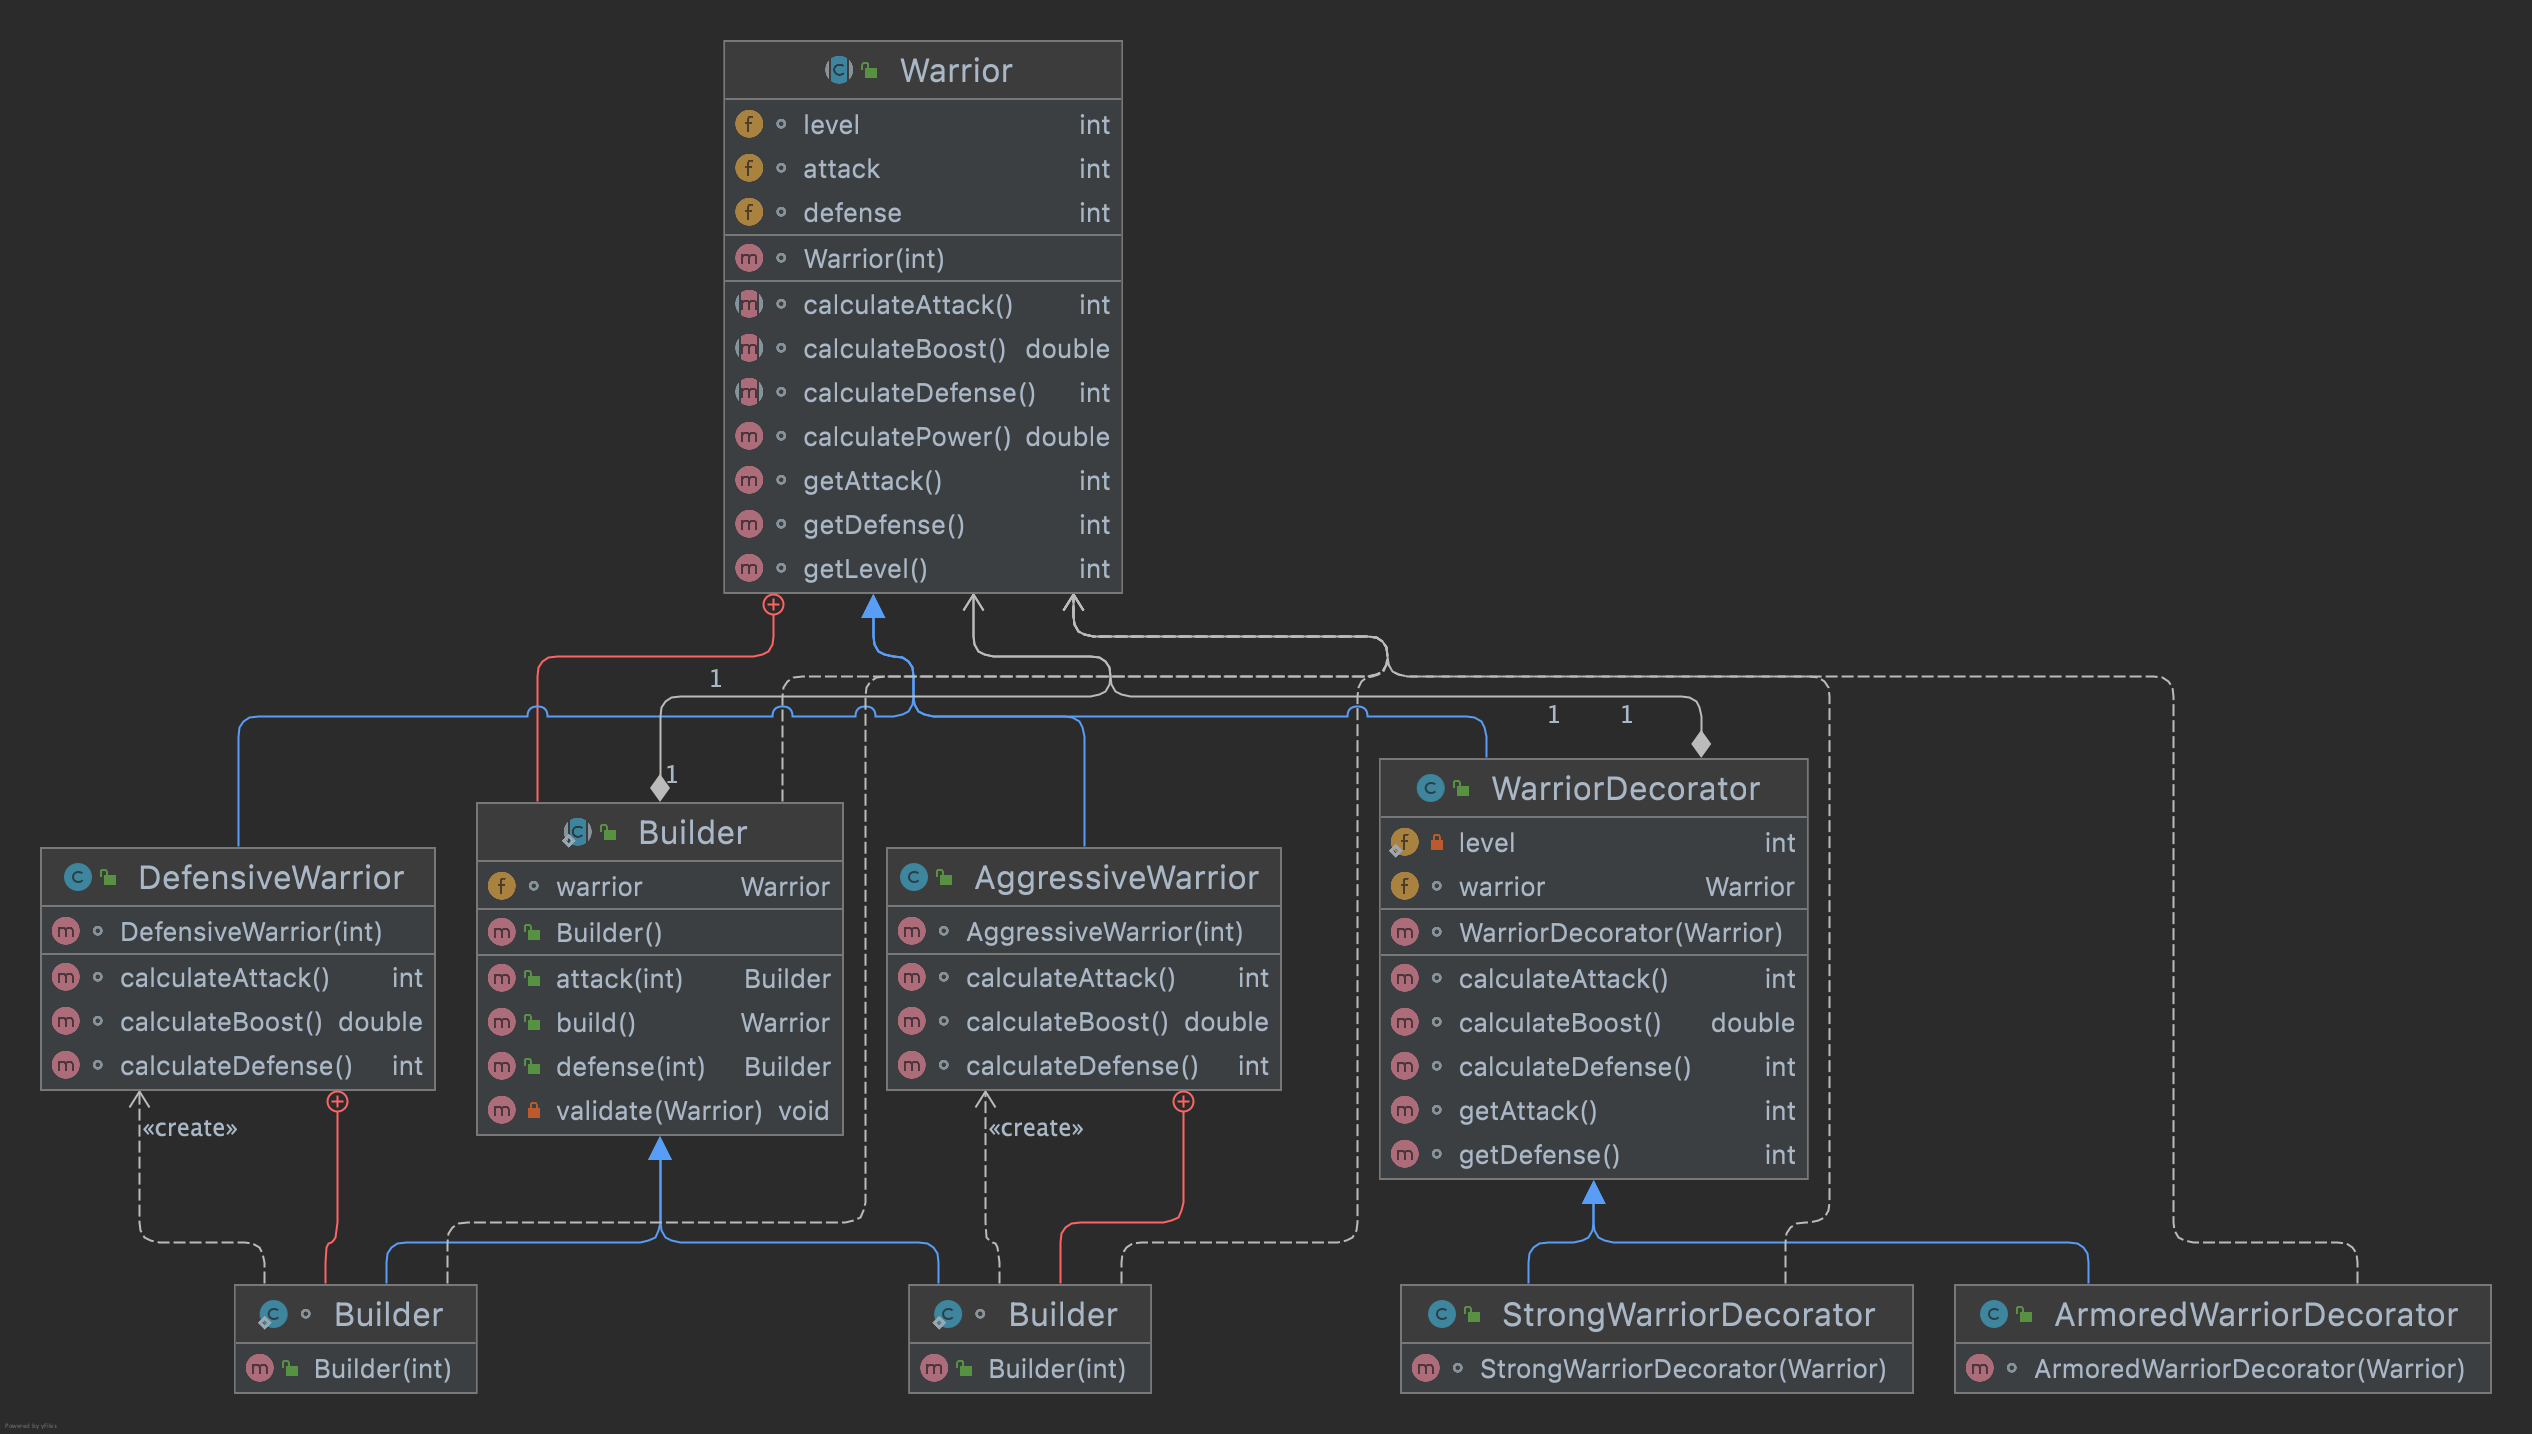 Warrior
level int
attack int
defense int
Warrior(int)
calculateAttack() int
calculateBoost() double
calculateDefense() int
calculatePower() double
getAttack() int
getDefense() int
getLevel() int
1
1
1
1
DefensiveWarrior
DefensiveWarrior(int)
calculateAttack() int
calculateBoost() double
calculateDefense() int
«create»
Builder
warrior Warrior
Builder()
attack(int) Builder
build() Warrior
defense(int) Builder
validate(Warrior) void
AggressiveWarrior
AggressiveWarrior(int)
calculateAttack() int
calculateBoost() double
calculateDefense() int
«create»
WarriorDecorator
level int
warrior Warrior
WarriorDecorator(Warrior)
calculateAttack() int
calculateBoost() double
calculateDefense() int
getAttack() int
getDefense() int
Builder
Builder(int)
Builder
Builder(int)
StrongWarriorDecorator
StrongWarriorDecorator(Warrior)
ArmoredWarriorDecorator
ArmoredWarriorDecorator(Warrior)
Powered by yFiles